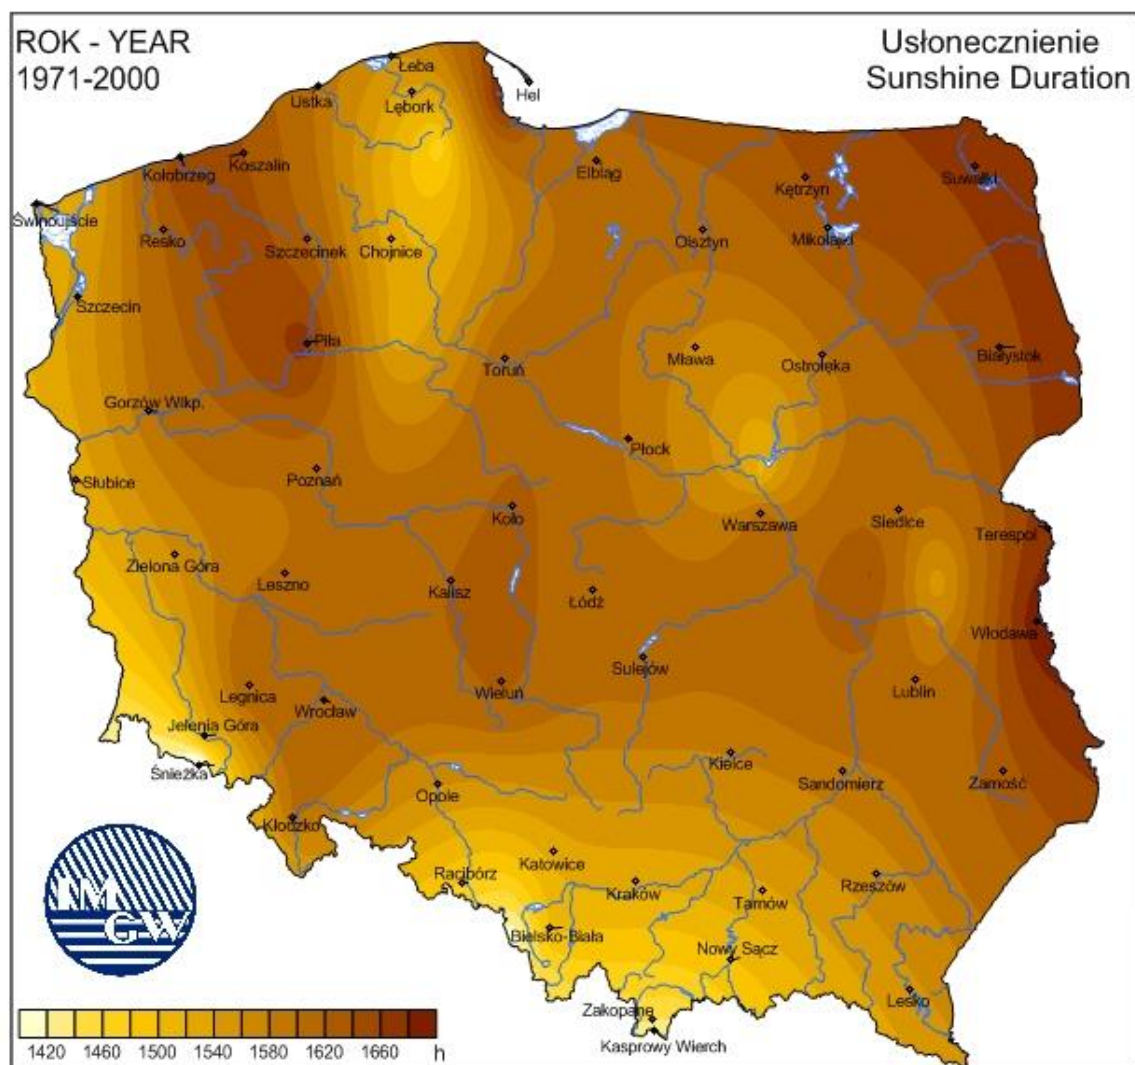 ROK - YEAR
1971-2000
Usłonecznienie
Sunshine Duration
Łeba
Hel
Ustka
Lębork
Koszalin
Kołobrzeg
Elbląg
Kętrzyn
Suwałki
Świnoujście
Resko
Szczecinek
Chojnice
Olsztyn
Mikołajki
Szczecin
Piła
Toruń
Mława
Ostrołęka
Białystok
Gorzów Wlkp.
Płock
Słubice
Poznań
Koło
Warszawa
Siedlce
Terespol
Zielona Góra
Leszno
Kalisz
Łódź
Włodawa
Sulejów
Legnica
Wrocław
Wieluń
Lublin
Jelenia Góra
Śnieżka
Kielce
Sandomierz
Zamość
Opole
Kłodzko
Katowice
Racibórz
Kraków
Tarnów
Rzeszów
Bielsko-Biała
Nowy Sącz
Lesko
Zakopane
Kasprowy Wierch
IMGW
1420 1460 1500 1540 1580 1620 1660 h